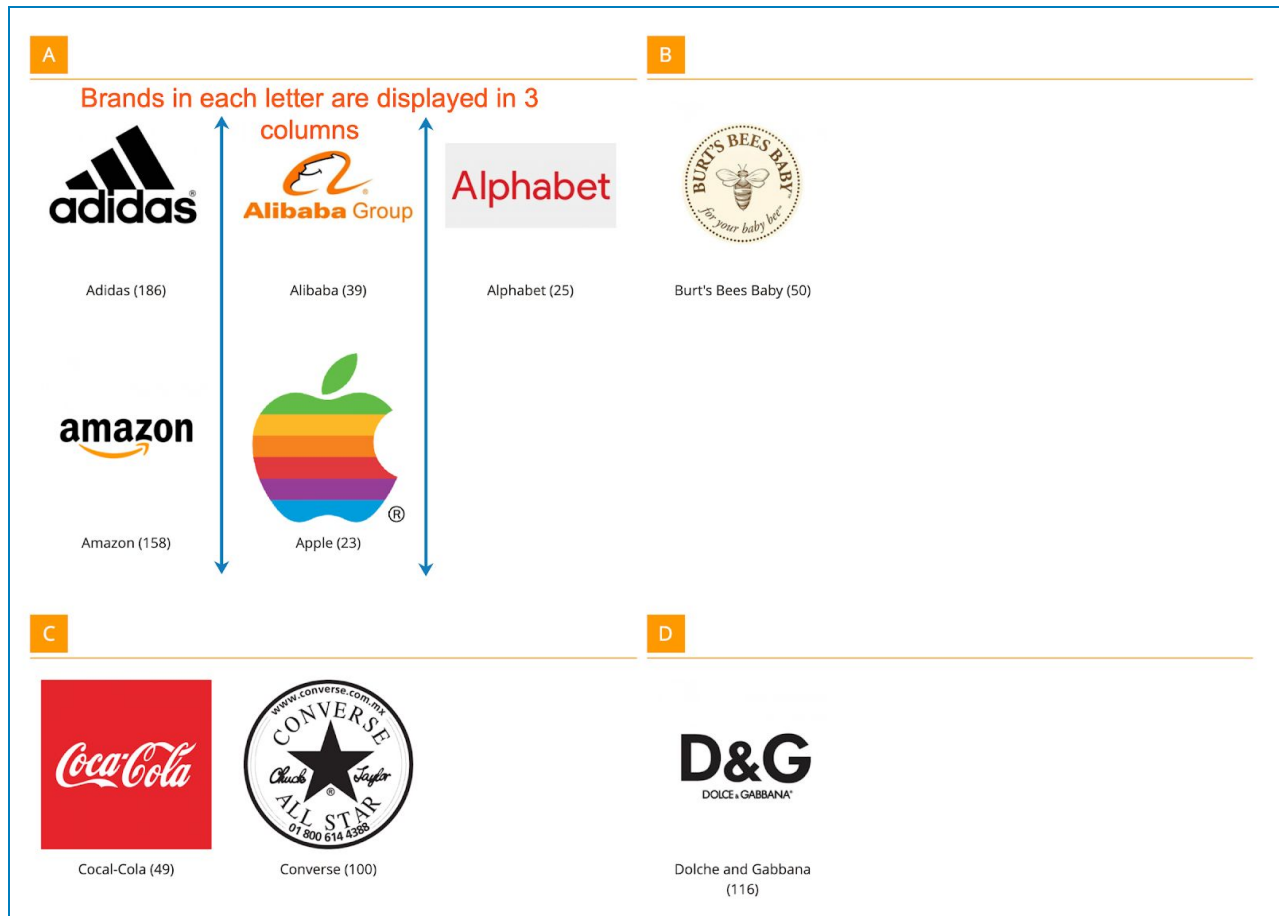 A
B
Brands in each letter are displayed in 3
columns
adidas®
Alibaba Group
Alphabet
BURT'S BEES BABY™
for your baby bee™
Adidas (186)
Alibaba (39)
Alphabet (25)
Burt's Bees Baby (50)
amazon
®
Amazon (158)
Apple (23)
C
D
Coca-Cola
www.converse.com.mx
CONVERSE
Chuck Taylor
®
ALL STAR
01 800 614 4388
D&G
DOLCE & GABBANA®
Cocal-Cola (49)
Converse (100)
Dolche and Gabbana
(116)